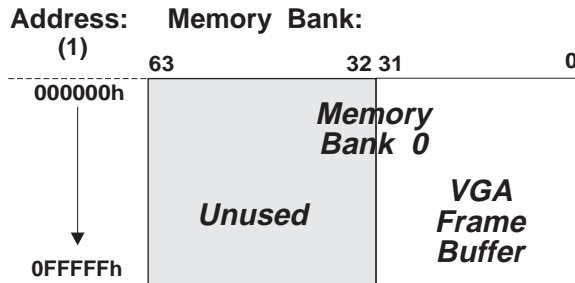 Address: Memory Bank:
(1)
63 32 31 0
000000h
Memory
Bank 0
Unused
VGA
Frame
Buffer
0FFFFFh